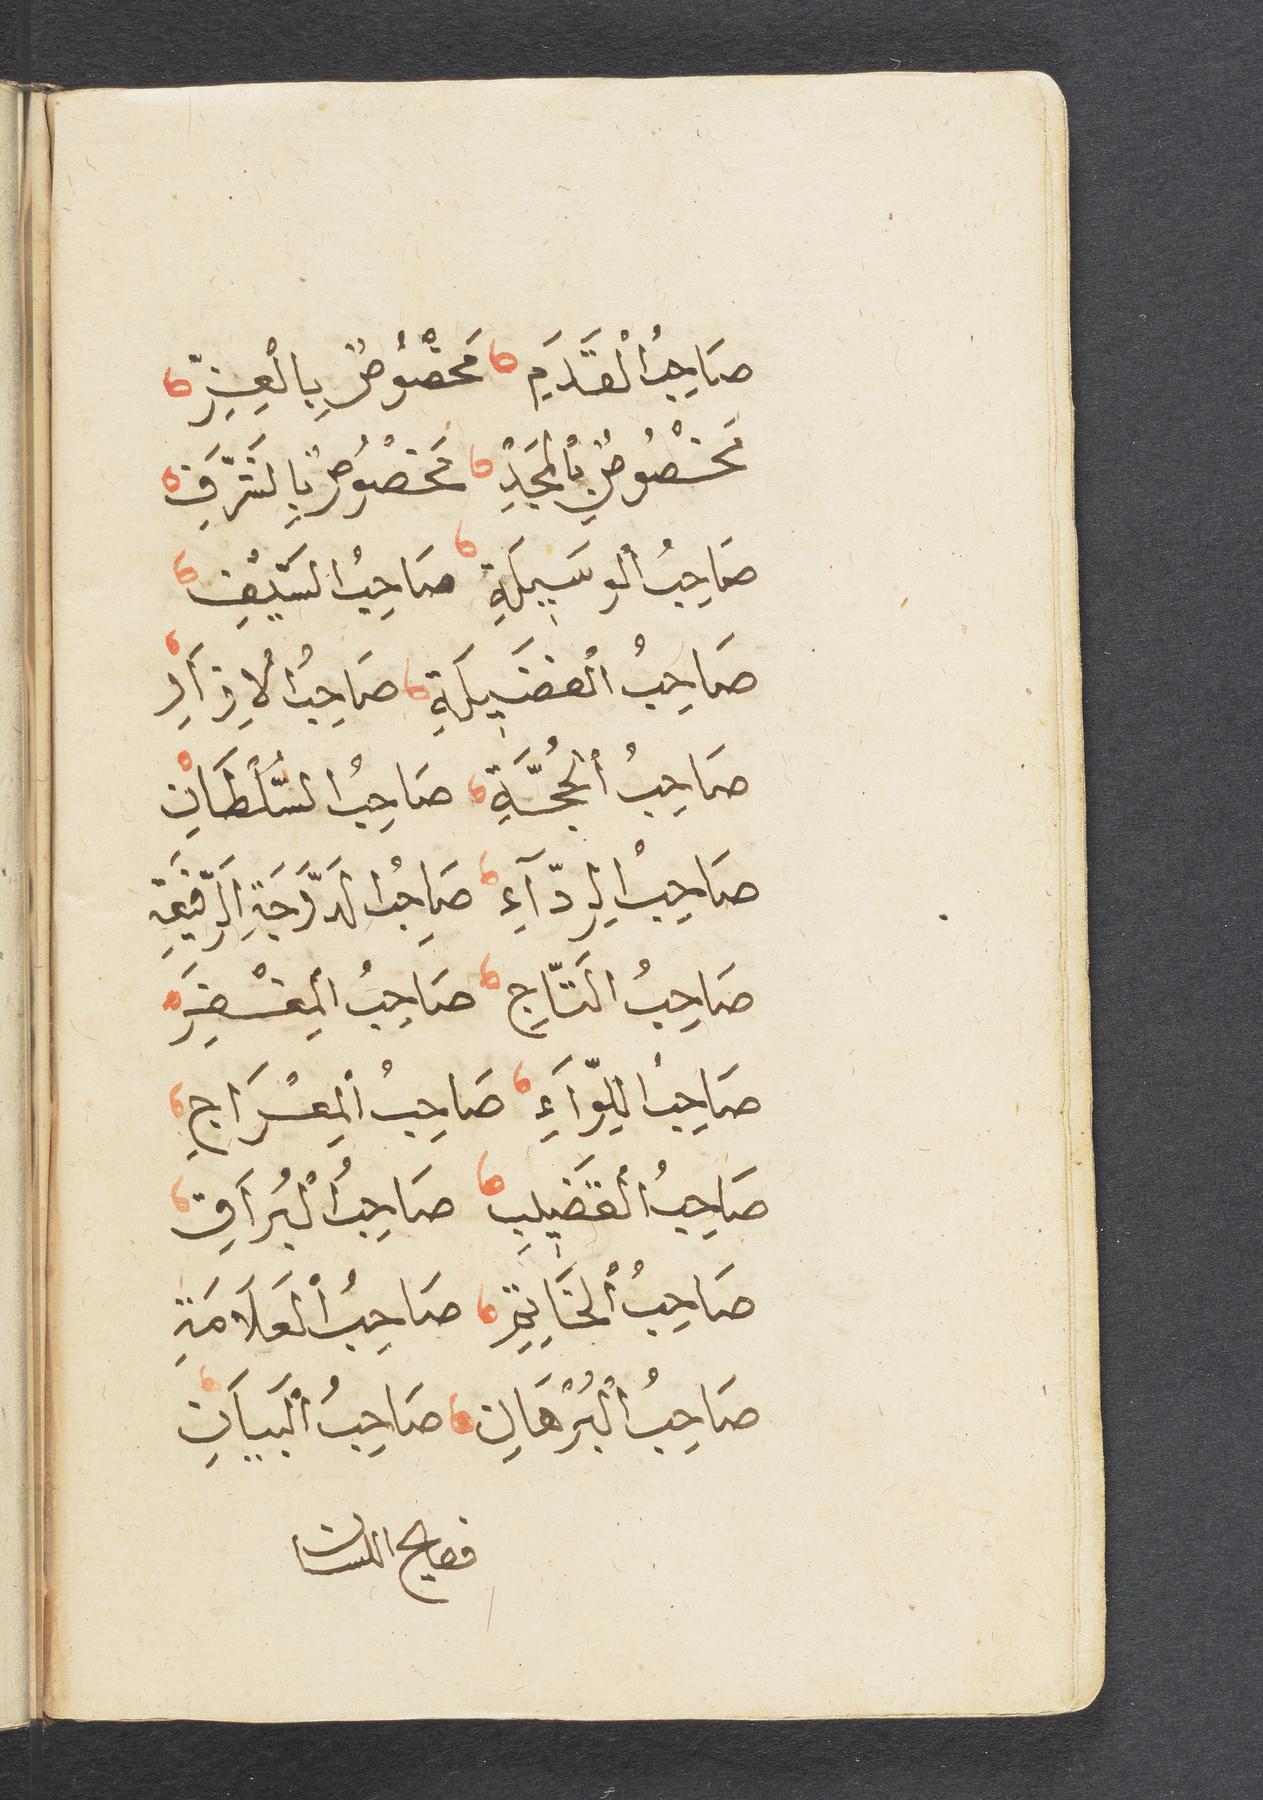 صَاحِبُ الْقَدَمِ مَخْصُوصٌ بِالْعِزِّ
مَخْصُوصٌ بِالْمَجْدِ مَخْصُوصٌ بِالشَّرَفِ
صَاحِبُ الْوَسِيلَةِ صَاحِبُ السَّيْفِ
صَاحِبُ الْفَضِيلَةِ صَاحِبُ الْاِزَارِ
صَاحِبُ الْحُجَّةِ صَاحِبُ السُّلْطَانِ
صَاحِبُ الرِّدَآءِ صَاحِبُ الدَّرَجَةِ الرَّفِيعَةِ
صَاحِبُ التَّاجِ صَاحِبُ الْمِغْفَرِ
صَاحِبُ اللِّوَآءِ صَاحِبُ الْمِعْرَاجِ
صَاحِبُ الْقَضِيبِ صَاحِبُ الْبُرَاقِ
صَاحِبُ الْخَاتِمِ صَاحِبُ الْعَلَامَةِ
صَاحِبُ الْبُرْهَانِ صَاحِبُ الْبَيَانِ
فصيح اللسان